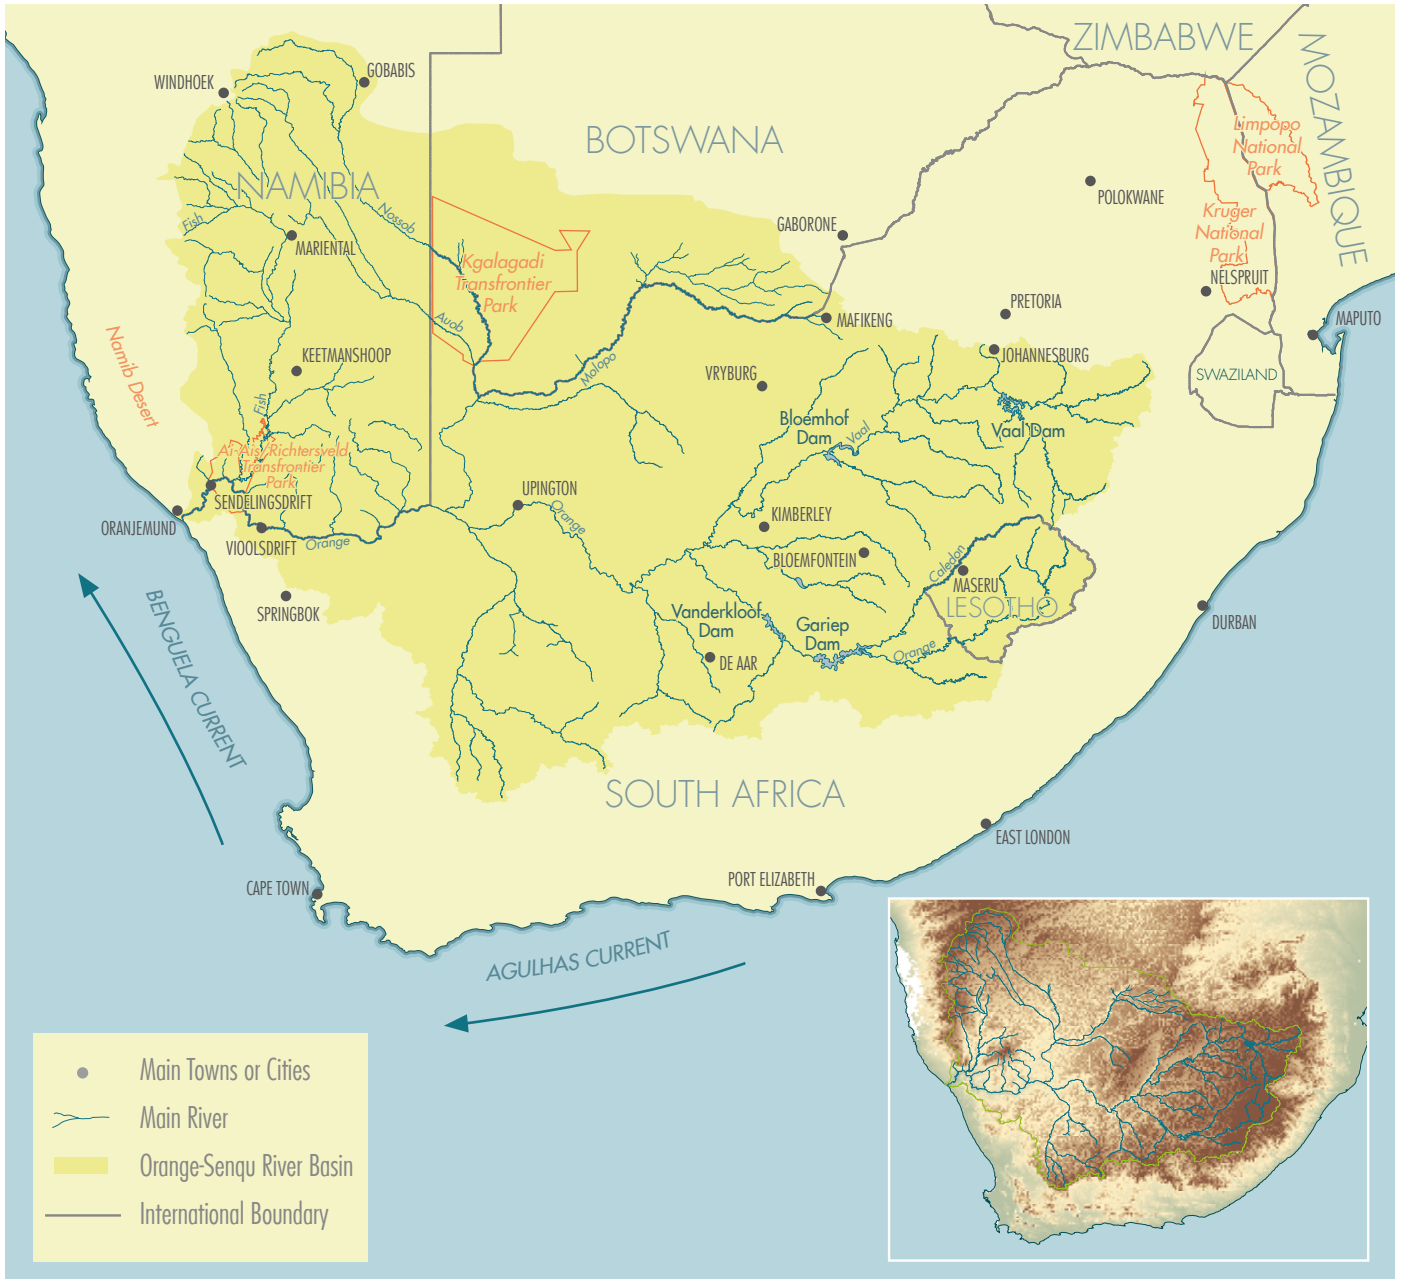 ZIMBABWE
MOZAMBIQUE
GOBABIS
WINDHOEK
BOTSWANA
Limpopo
National
Park
NAMIBIA
POLOKWANE
Kruger
National
Park
Fish
Nossob
GABORONE
MARIENTAL
Kgalagadi
Transfrontier
Park
NELSPRUIT
PRETORIA
Auob
MAFIKENG
MAPUTO
Namib Desert
KEETMANSHOOP
JOHANNESBURG
Molopo
VRYBURG
SWAZILAND
Fish
Bloemhof
Dam
Vaal
Vaal Dam
Ai-Ais/Richtersveld
Transfrontier
Park
UPINGTON
SENDELINGSDRIFT
ORANJEMUND
Orange
KIMBERLEY
VIOOLSDRIFT
Orange
BLOEMFONTEIN
Caledon
MASERU
LESOTHO
SPRINGBOK
DURBAN
Vanderkloof
Dam
Gariep
Dam
Orange
DE AAR
BENGUELA CURRENT
SOUTH AFRICA
EAST LONDON
PORT ELIZABETH
CAPE TOWN
AGULHAS CURRENT
Main Towns or Cities
Main River
Orange-Senqu River Basin
International Boundary